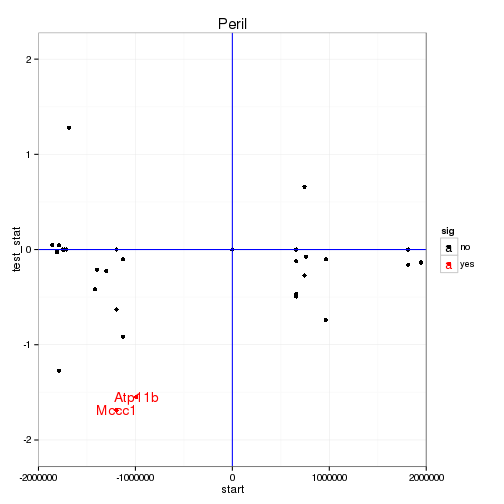 Peril
2
1
0
-1
-2
test_stat
Atp11b
Mccc1
-2000000 -1000000 0 1000000 2000000
start
sig
a no
a yes